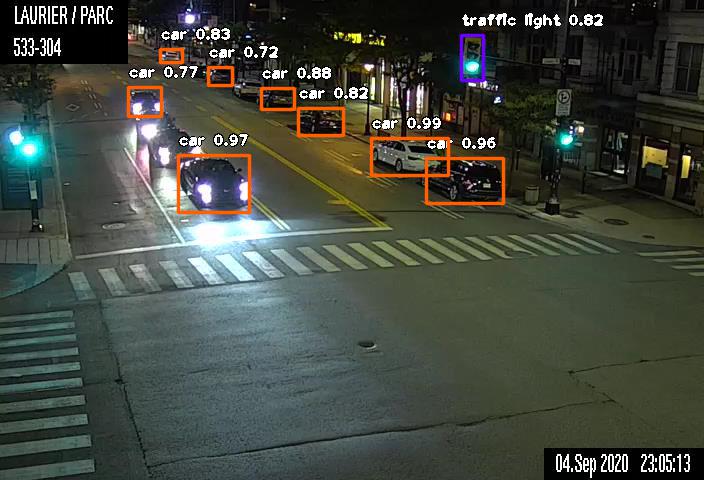 LAURIER / PARC
533-304
traffic light 0.82
car 0.83
car 0.72
car 0.77
car 0.88
car 0.82
car 0.99
car 0.97
car 0.96
P
04.Sep 2020 23:05:13